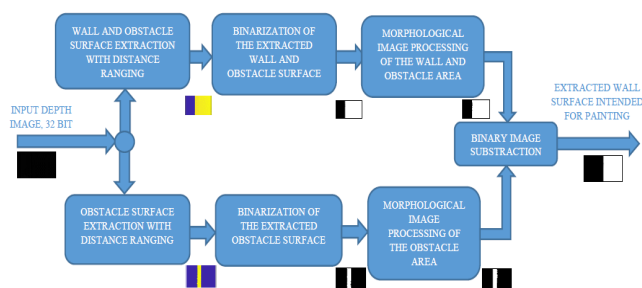 WALL AND OBSTACLE
SURFACE EXTRACTION
WITH DISTANCE
RANGING
BINARIZATION OF
THE EXTRACTED
WALL AND
OBSTACLE SURFACE
MORPHOLOGICAL
IMAGE PROCESSING
OF THE WALL AND
OBSTACLE AREA
INPUT DEPTH
IMAGE, 32 BIT
EXTRACTED WALL
SURFACE INTENDED
FOR PAINTING
BINARY IMAGE
SUBSTRACTION
OBSTACLE SURFACE
EXTRACTION WITH
DISTANCE RANGING
BINARIZATION OF
THE EXTRACTED
OBSTACLE SURFACE
MORPHOLOGICAL
IMAGE
PROCESSING OF
THE OBSTACLE
AREA